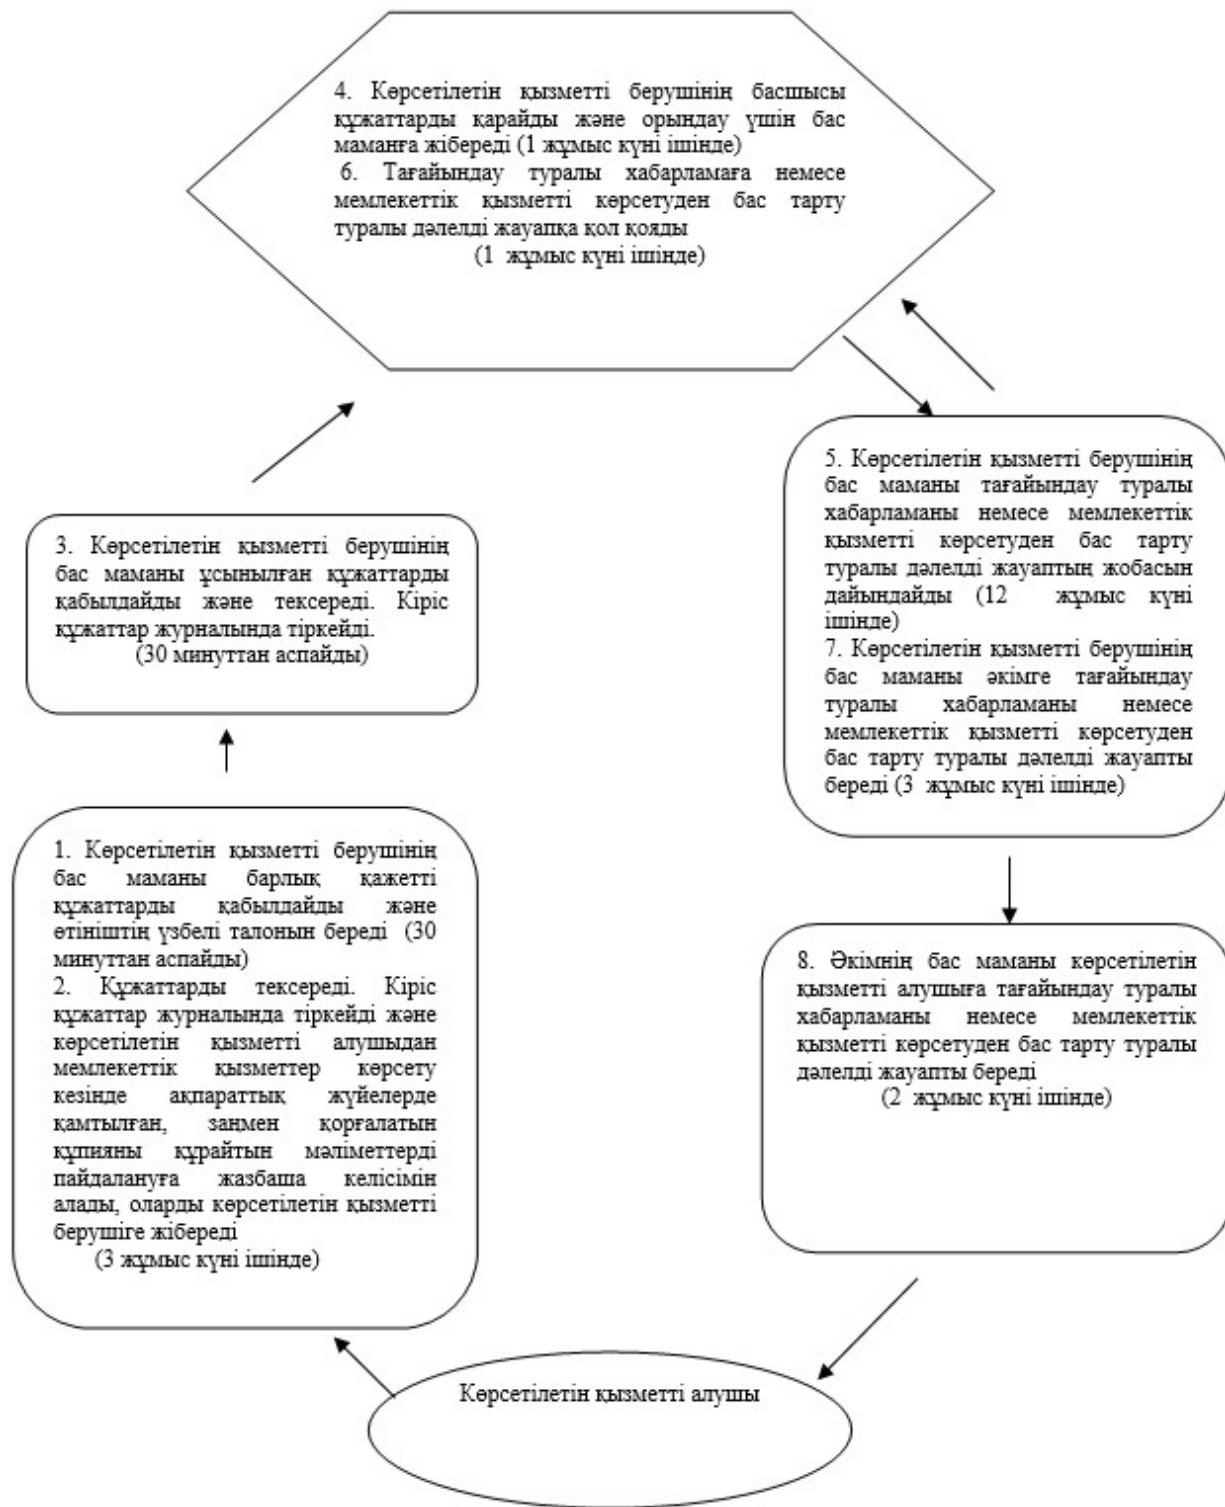 4. Көрсетілетін қызметті берушінің басшысы
құжаттарды қарайды және орындау үшін бас
маманға жібереді (1 жұмыс күні ішінде)
6. Тағайындау туралы хабарламаға немесе
мемлекеттік қызметті көрсетуден бас тарту
туралы дәлелді жауапқа қол қояды
(1 жұмыс күні ішінде)
5. Көрсетілетін қызметті берушінің
бас маманы тағайындау туралы
хабарламаны немесе мемлекеттік
қызметті көрсетуден бас тарту
туралы дәлелді жауаптың жобасын
дайындайды (12 жұмыс күні
ішінде)
7. Көрсетілетін қызметті берушінің
бас маманы әкімге тағайындау
туралы хабарламаны немесе
мемлекеттік қызметті көрсетуден
бас тарту туралы дәлелді жауапты
береді (3 жұмыс күні ішінде)
3. Көрсетілетін қызметті берушінің
бас маманы ұсынылған құжаттарды
қабылдайды және тексереді. Кіріс
құжаттар журналында тіркейді.
(30 минуттан аспайды)
1. Көрсетілетін қызметті берушінің
бас маманы барлық қажетті
құжаттарды қабылдайды және
өтініштің үзбелі талонын береді (30
минуттан аспайды)
2. Құжаттарды тексереді. Кіріс
құжаттар журналында тіркейді және
көрсетілетін қызметті алушыдан
мемлекеттік қызметтер көрсету
кезінде ақпараттық жүйелерде
қамтылған, заңмен қорғалатын
құпияны құрайтын мәліметтерді
пайдалануға жазбаша келісімін
алады, оларды көрсетілетін қызметті
берушіге жібереді
(3 жұмыс күні ішінде)
8. Әкімнің бас маманы көрсетілетін
қызметті алушыға тағайындау туралы
хабарламаны немесе мемлекеттік
қызметті көрсетуден бас тарту туралы
дәлелді жауапты береді
(2 жұмыс күні ішінде)
Көрсетілетін қызметті алушы